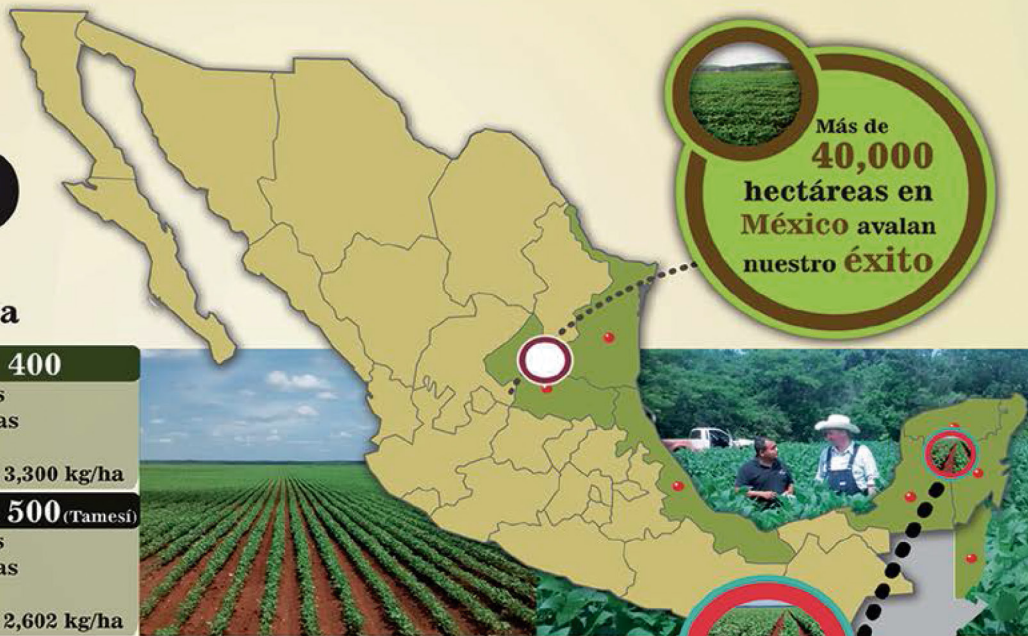 Más de
40,000
hectáreas en
México avalan
nuestro éxito
a
400
s
as
3,300 kg/ha
500 (Tamesí)
s
as
2,602 kg/ha